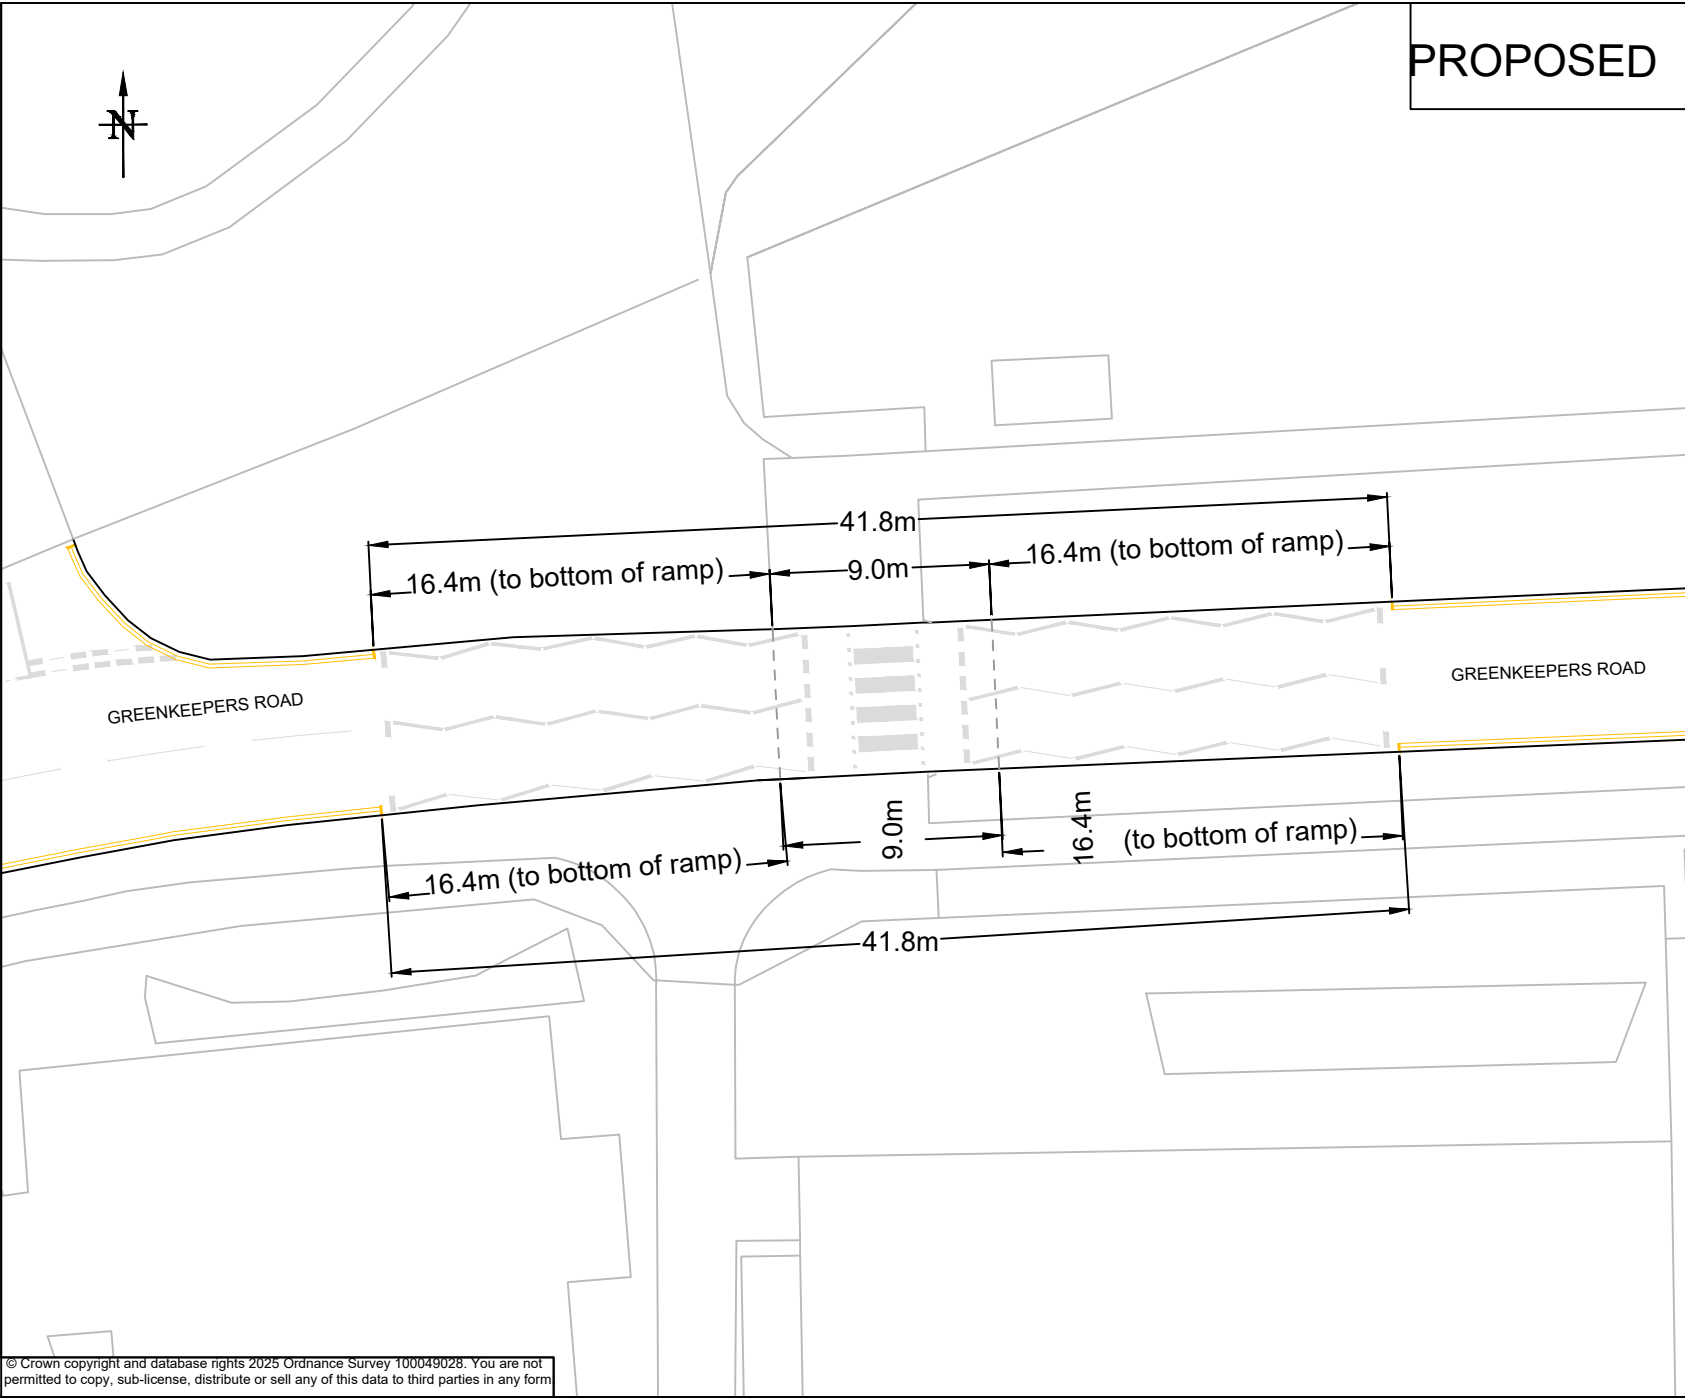 PROPOSED
N
41.8m
16.4m (to bottom of ramp)
9.0m
16.4m (to bottom of ramp)
GREENKEEPERS ROAD
GREENKEEPERS ROAD
16.4m (to bottom of ramp)
9.0m
16.4m (to bottom of ramp)
41.8m
© Crown copyright and database rights 2025 Ordnance Survey 100049028. You are not
permitted to copy, sub-license, distribute or sell any of this data to third parties in any form